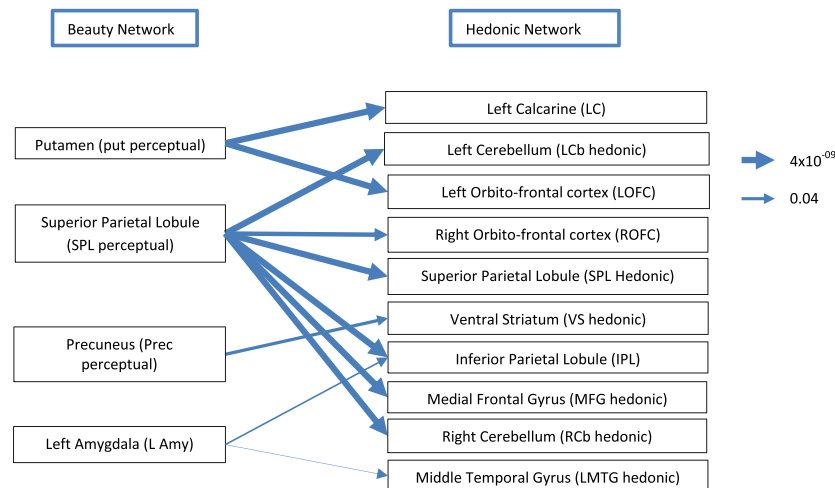 Beauty Network
Hedonic Network
Left Calcarine (LC)
Putamen (put perceptual)
Left Cerebellum (LCb hedonic)
4x10⁻⁰⁹
Left Orbito-frontal cortex (LOFC)
0.04
Superior Parietal Lobule
(SPL perceptual)
Right Orbito-frontal cortex (ROFC)
Superior Parietal Lobule (SPL Hedonic)
Ventral Striatum (VS hedonic)
Precuneus (Prec
perceptual)
Inferior Parietal Lobule (IPL)
Medial Frontal Gyrus (MFG hedonic)
Left Amygdala (L Amy)
Right Cerebellum (RCb hedonic)
Middle Temporal Gyrus (LMTG hedonic)